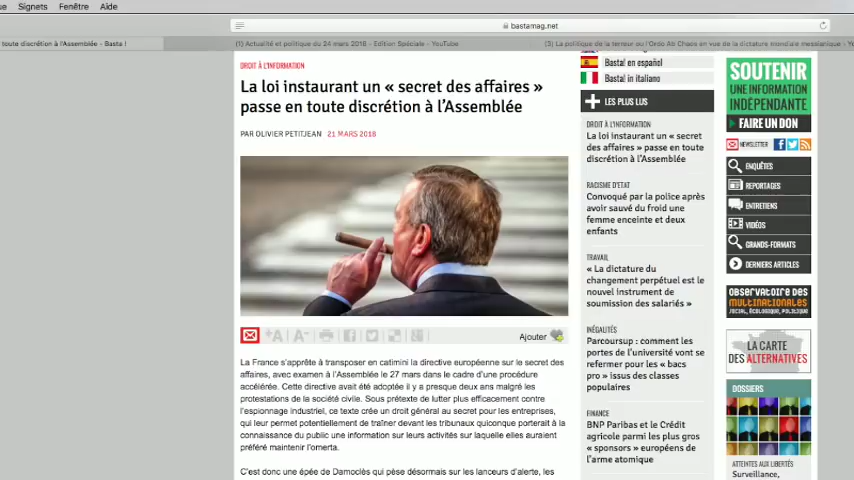 Signets Fenêtre Aide
bastamag.net
toute discrétion à l'Assemblée - Basta !
(1) Actualité et politique du 24 mars 2018 - Edition Spéciale - YouTube
(3) La politique de la terreur ou l'Ordo Ab Chaos en vue de la dictature mondiale messianique - Yo
DROIT À L'INFORMATION
La loi instaurant un « secret des affaires »
passe en toute discrétion à l'Assemblée
PAR OLIVIER PETITJEAN 21 MARS 2018
+A A-
Ajouter
La France s'apprête à transposer en catimini la directive européenne sur le secret des
affaires, avec examen à l'Assemblée le 27 mars dans le cadre d'une procédure
accélérée. Cette directive avait été adoptée il y a presque deux ans malgré les
protestations de la société civile. Sous prétexte de lutter plus efficacement contre
l'espionnage industriel, ce texte crée un droit général au secret pour les entreprises,
qui leur permet potentiellement de traîner devant les tribunaux quiconque porterait à la
connaissance du public une information sur leurs activités sur laquelle elles auraient
préféré maintenir l'omerta.
C'est donc une épée de Damoclès qui pèse désormais sur les lanceurs d'alerte, les
Basta! en español
Basta! in italiano
LES PLUS LUS
DROIT À L'INFORMATION
La loi instaurant un « secret
des affaires » passe en toute
discrétion à l'Assemblée
RACISME D'ETAT
Convoqué par la police après
avoir sauvé du froid une
femme enceinte et deux
enfants
TRAVAIL
« La dictature du
changement perpétuel est le
nouvel instrument de
soumission des salariés »
INÉGALITÉS
Parcoursup : comment les
portes de l'université vont se
refermer pour les « bacs
pro » issus des classes
populaires
FINANCE
BNP Paribas et le Crédit
agricole parmi les plus gros
« sponsors » européens de
l'arme atomique
SOUTENIR
UNE INFORMATION
INDÉPENDANTE
FAIRE UN DON
NEWSLETTER
ENQUÊTES
REPORTAGES
ENTRETIENS
VIDÉOS
GRANDS-FORMATS
DERNIERS ARTICLES
OBSERVATOIRE DES
MULTINATIONALES
SOCIAL, ÉCOLOGIQUE, POLITIQUE
LA CARTE
DES ALTERNATIVES
DOSSIERS
ATTEINTES AUX LIBERTÉS
Surveillance,